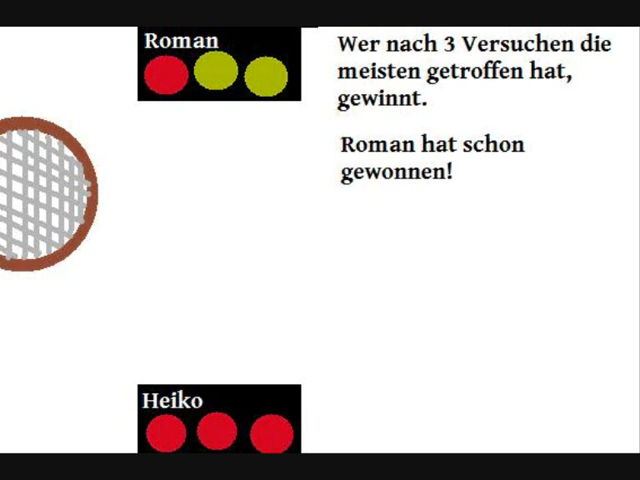 Roman
Wer nach 3 Versuchen die
meisten getroffen hat,
gewinnt.
Roman hat schon
gewonnen!
Heiko